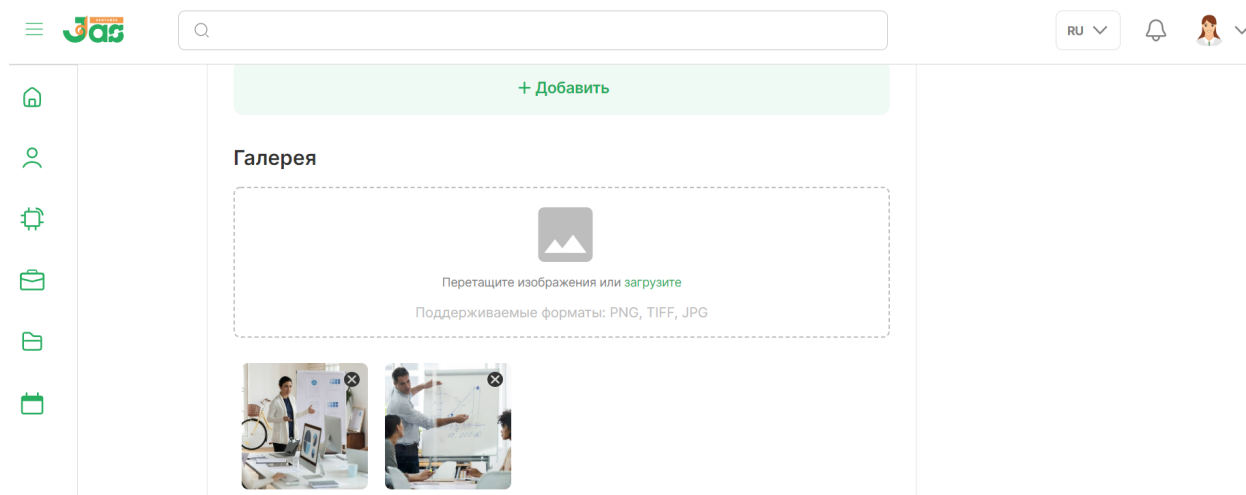 Jas
RU
+ Добавить
Галерея
Перетащите изображения или загрузите
Поддерживаемые форматы: PNG, TIFF, JPG